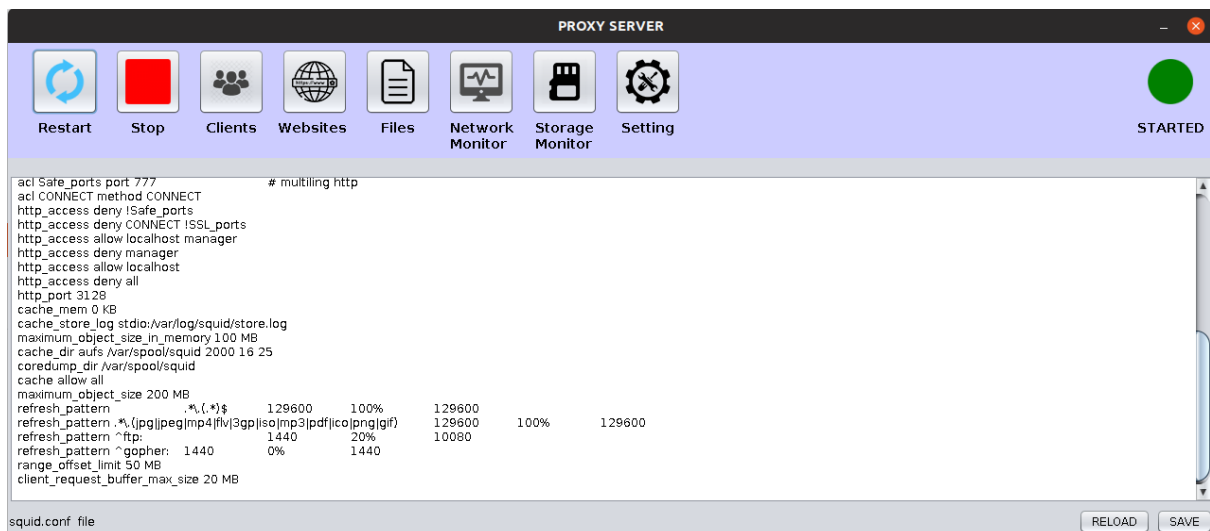 PROXY SERVER
Restart
Stop
Clients
Websites
Files
Network Monitor
Storage Monitor
Setting
STARTED
acl Safe_ports port 777 # multiling http
acl CONNECT method CONNECT
http_access deny !Safe_ports
http_access deny CONNECT !SSL_ports
http_access allow localhost manager
http_access deny manager
http_access allow localhost
http_access deny all
http_port 3128
cache_mem 0 KB
cache_store_log stdio:/var/log/squid/store.log
maximum_object_size_in_memory 100 MB
cache_dir aufs /var/spool/squid 2000 16 25
coredump_dir /var/spool/squid
cache allow all
maximum_object_size 200 MB
refresh_pattern .*\.(.*)$ 129600 100% 129600
refresh_pattern .*\.(jpg|jpeg|mp4|flv|3gp|iso|mp3|pdf|ico|png|gif) 129600 100% 129600
refresh_pattern ^ftp: 1440 20% 10080
refresh_pattern ^gopher: 1440 0% 1440
range_offset_limit 50 MB
client_request_buffer_max_size 20 MB
squid.conf file
RELOAD
SAVE